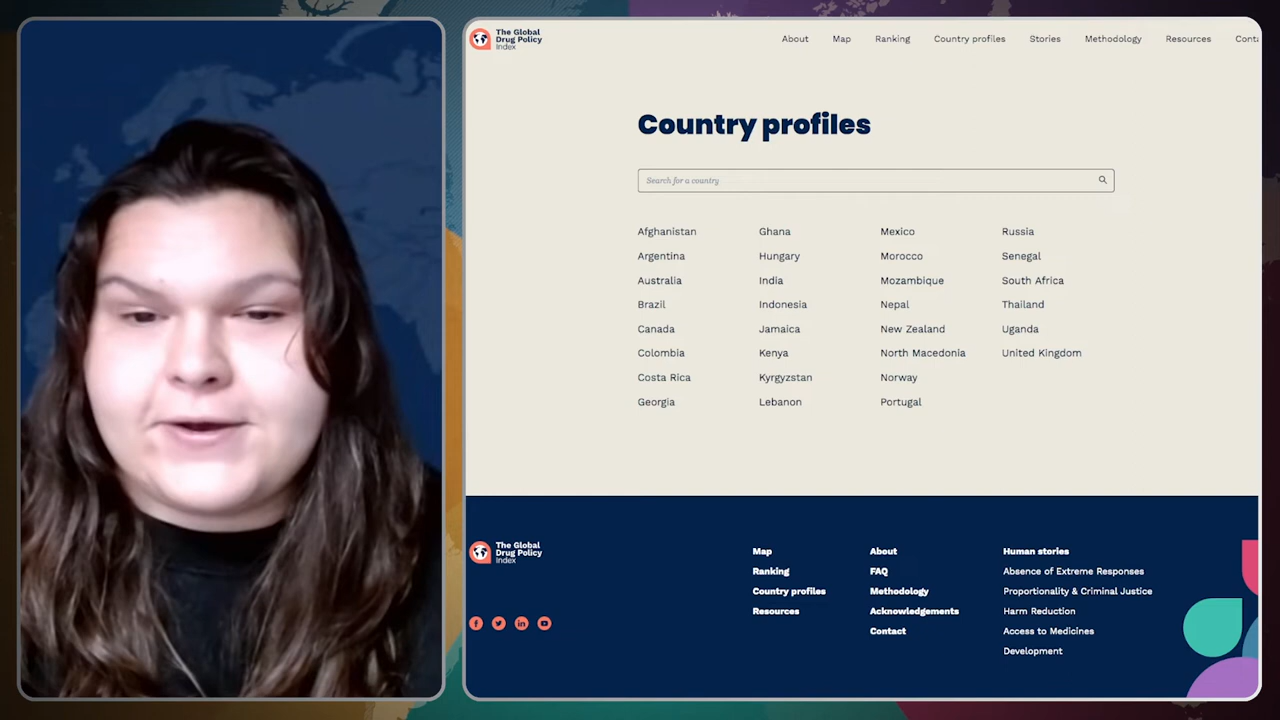 The Global
Drug Policy
Index
About Map Ranking Country profiles Stories Methodology Resources Conta
Country profiles
Search for a country
Afghanistan Ghana Mexico Russia
Argentina Hungary Morocco Senegal
Australia India Mozambique South Africa
Brazil Indonesia Nepal Thailand
Canada Jamaica New Zealand Uganda
Colombia Kenya North Macedonia United Kingdom
Costa Rica Kyrgyzstan Norway
Georgia Lebanon Portugal
The Global
Drug Policy
Index
Map About Human stories
Ranking FAQ Absence of Extreme Responses
Country profiles Methodology Proportionality & Criminal Justice
Resources Acknowledgements Harm Reduction
Contact Access to Medicines
Development